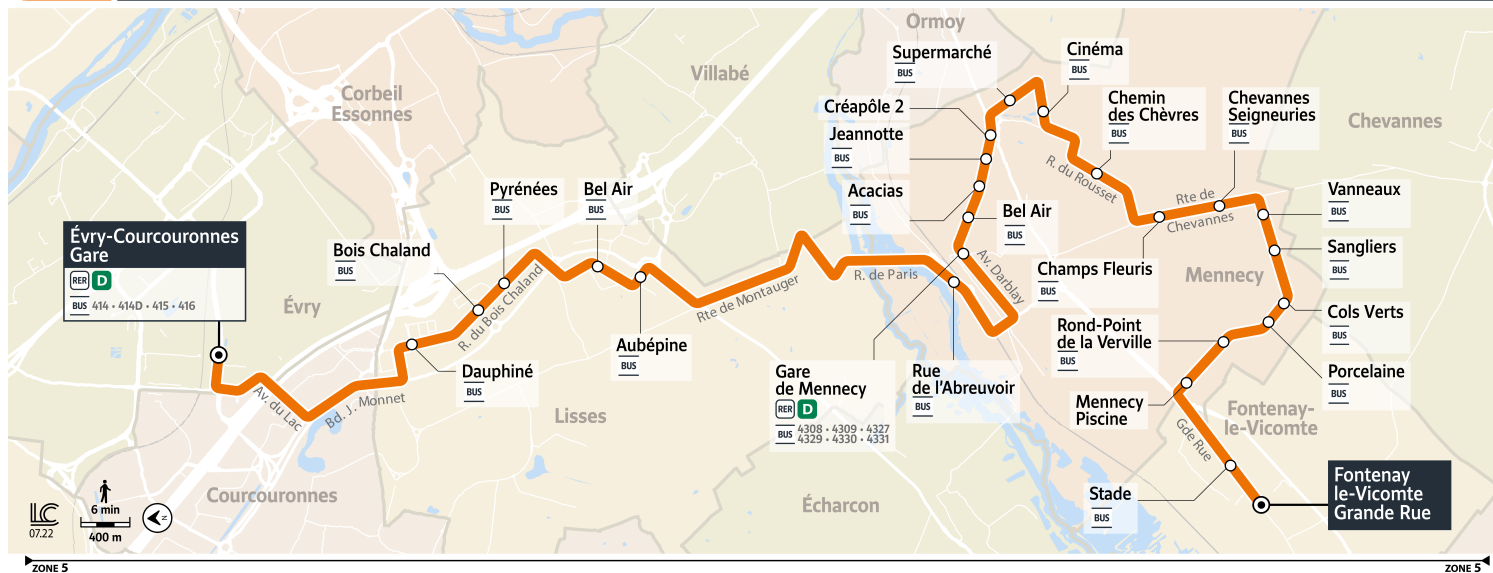 Ormoy
Supermarché
BUS
Cinéma
BUS
Villabé
Corbeil
Essonnes
Créapôle 2
Jeannotte
BUS
Chemin
des Chèvres
BUS
Chevannes
Seigneuries
BUS
Chevannes
R. du Rousset
Pyrénées
BUS
Bel Air
BUS
Acacias
BUS
Bel Air
BUS
Rte de
Chevannes
Vanneaux
BUS
Évry-Courcouronnes
Gare
RER D
BUS 414 • 414D • 415 • 416
Bois Chaland
BUS
Sangliers
BUS
Champs Fleuris
BUS
Mennecy
Évry
R. du Bois Chaland
Rte de Montauger
R. de Paris
Av. Darblay
Cols Verts
BUS
Rond-Point
de la Verville
BUS
Aubépine
BUS
Dauphiné
BUS
Gare
de Mennecy
RER D
BUS 4308 • 4309 • 4327
4329 • 4330 • 4331
Rue
de l'Abreuvoir
BUS
Porcelaine
BUS
Av. du Lac
Bd. J. Monnet
Lisses
Mennecy
Piscine
Fontenay-
le-Vicomte
Gde Rue
Courcouronnes
Écharcon
Stade
BUS
Fontenay
le-Vicomte
Grande Rue
LC
07.22
6 min
400 m
N
ZONE 5
ZONE 5